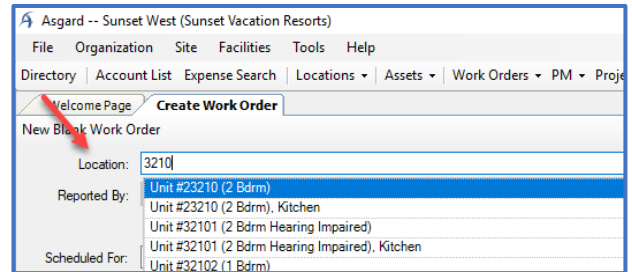 Asgard -- Sunset West (Sunset Vacation Resorts)
File Organization Site Facilities Tools Help
Directory Account List Expense Search Locations Assets Work Orders PM
Welcome Page Create Work Order
New Blank Work Order
Location: 3210
Reported By: Unit #23210 (2 Bdrm)
Unit #23210 (2 Bdrm), Kitchen
Unit #32101 (2 Bdrm Hearing Impaired)
Unit #32101 (2 Bdrm Hearing Impaired), Kitchen
Scheduled For: Unit #32102 (1 Bdrm)